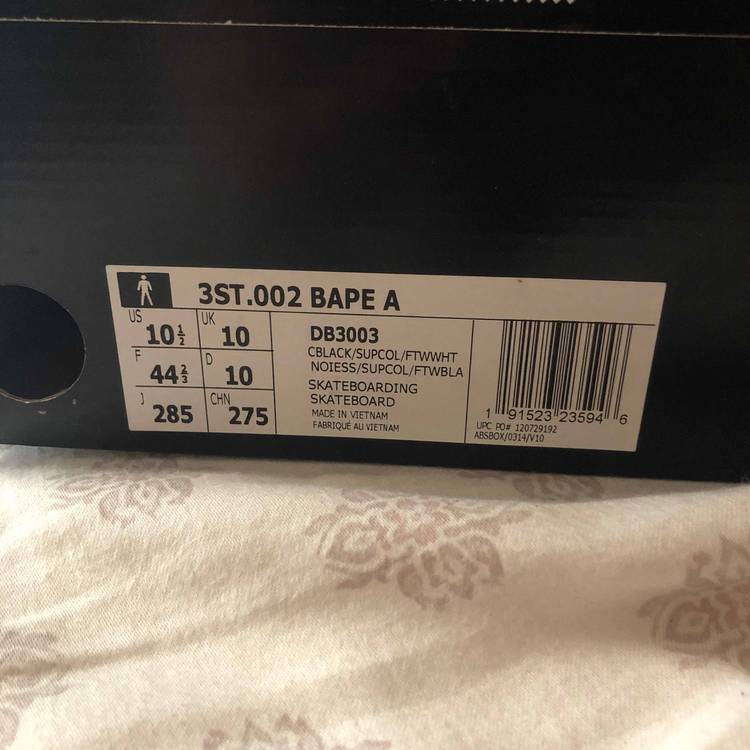 3ST.002 BAPE A
US 10½ UK 10
F 44⅔ D 10
J 285 CHN 275
DB3003
CBLACK/SUPCOL/FTWWHT
NOIESS/SUPCOL/FTWBLA
SKATEBOARDING
SKATEBOARD
MADE IN VIETNAM
FABRIQUÉ AU VIETNAM
1 91523 23594 6
UPC PO# 120729192
ABSBOX/0314/V10